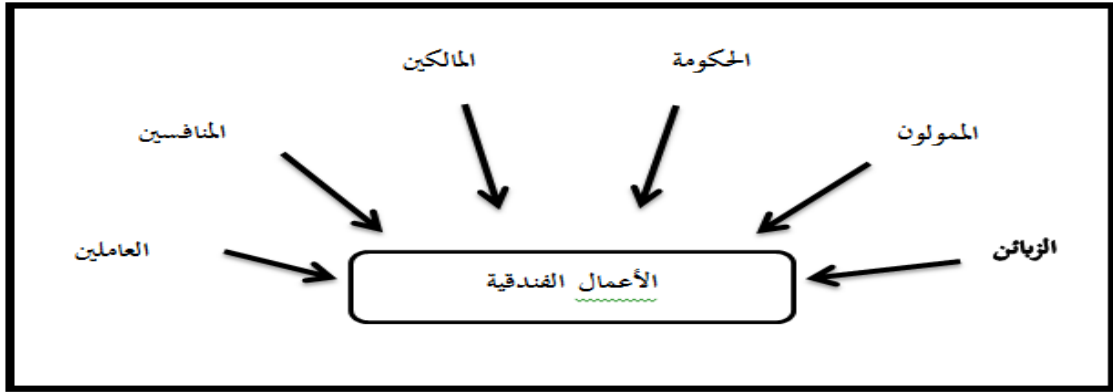 الحكومة
المالكين
الممولون
المنافسين
الزبائن
العاملين
الأعمال الفندقية